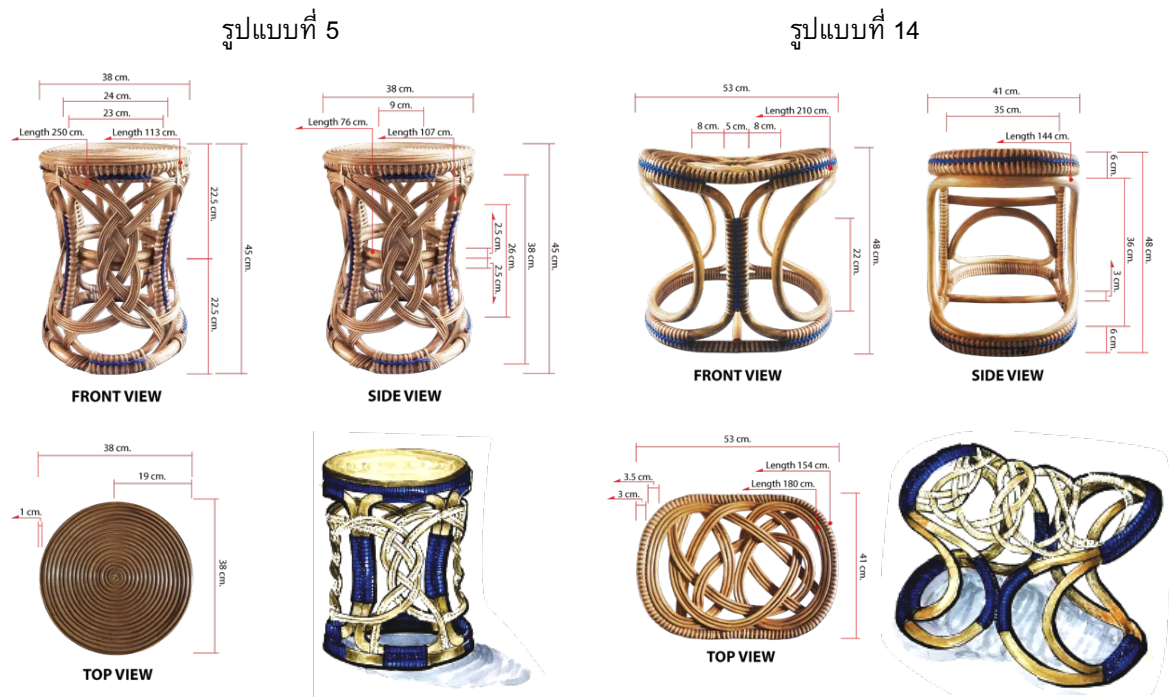 รูปแบบที่ 5
38 cm.
24 cm.
23 cm.
Length 250 cm.
Length 113 cm.
22.5 cm.
22.5 cm.
45 cm.
FRONT VIEW
38 cm.
9 cm.
Length 76 cm.
Length 107 cm.
2.5 cm.
2.5 cm.
26 cm.
38 cm.
45 cm.
SIDE VIEW
38 cm.
19 cm.
1 cm.
38 cm.
TOP VIEW
รูปแบบที่ 14
53 cm.
Length 210 cm.
8 cm.
5 cm.
8 cm.
22 cm.
48 cm.
FRONT VIEW
41 cm.
35 cm.
Length 144 cm.
6 cm.
36 cm.
3 cm.
6 cm.
48 cm.
SIDE VIEW
53 cm.
Length 154 cm.
3.5 cm.
Length 180 cm.
3 cm.
41 cm.
TOP VIEW